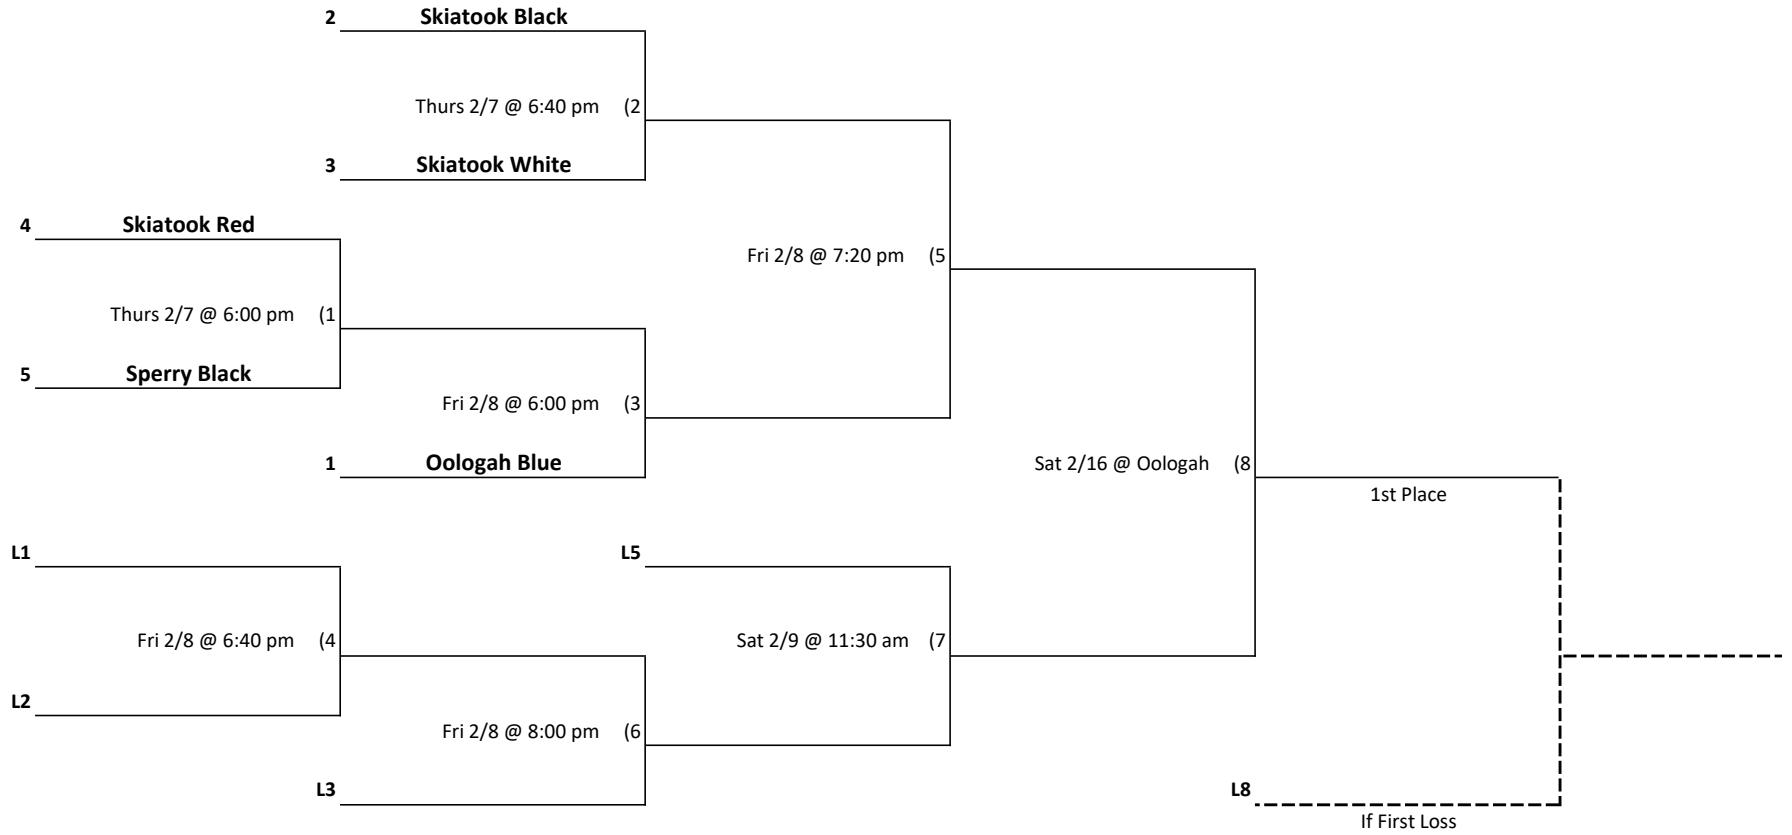 2 Skiatook Black
Thurs 2/7 @ 6:40 pm (2
3 Skiatook White
4 Skiatook Red
Fri 2/8 @ 7:20 pm (5
Thurs 2/7 @ 6:00 pm (1
5 Sperry Black
Fri 2/8 @ 6:00 pm (3
1 Oologah Blue
Sat 2/16 @ Oologah (8
1st Place
L1
L5
Fri 2/8 @ 6:40 pm (4
Sat 2/9 @ 11:30 am (7
L2
Fri 2/8 @ 8:00 pm (6
L3
L8
If First Loss